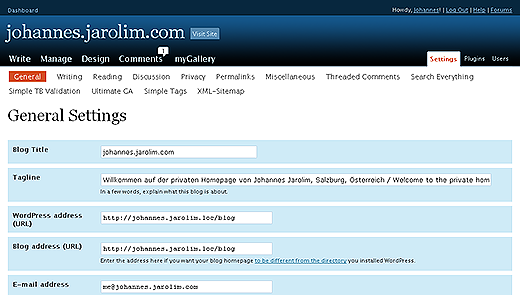 Dashboard
Howdy, Johannes! | Log Out | Help | Forums
johannes.jarolim.com Visit Site
1
Write Manage Design Comments myGallery Settings Plugins Users
General Writing Reading Discussion Privacy Permalinks Miscellaneous Threaded Comments Search Everything
Simple TB Validation Ultimate GA Simple Tags XML-Sitemap
General Settings
Blog Title johannes.jarolim.com
Tagline Willkommen auf der privaten Homepage von Johannes Jarolim, Salzburg, Österreich / Welcome to the private hom
In a few words, explain what this blog is about.
WordPress address (URL) http://johannes.jarolim.loc/blog
Blog address (URL) http://johannes.jarolim.loc/blog
Enter the address here if you want your blog homepage to be different from the directory you installed WordPress.
E-mail address me@johannes.jarolim.com